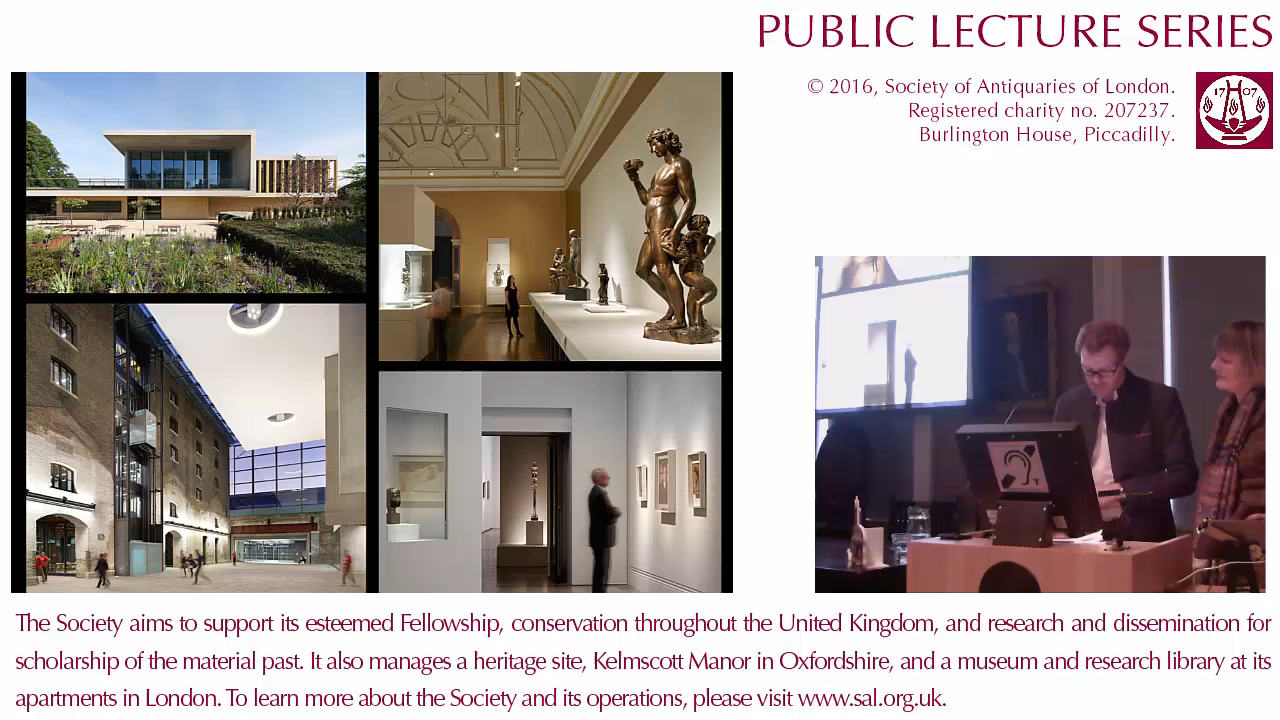 PUBLIC LECTURE SERIES
© 2016, Society of Antiquaries of London.
Registered charity no. 207237.
Burlington House, Piccadilly.
17 07
T
The Society aims to support its esteemed Fellowship, conservation throughout the United Kingdom, and research and dissemination for
scholarship of the material past. It also manages a heritage site, Kelmscott Manor in Oxfordshire, and a museum and research library at its
apartments in London. To learn more about the Society and its operations, please visit www.sal.org.uk.